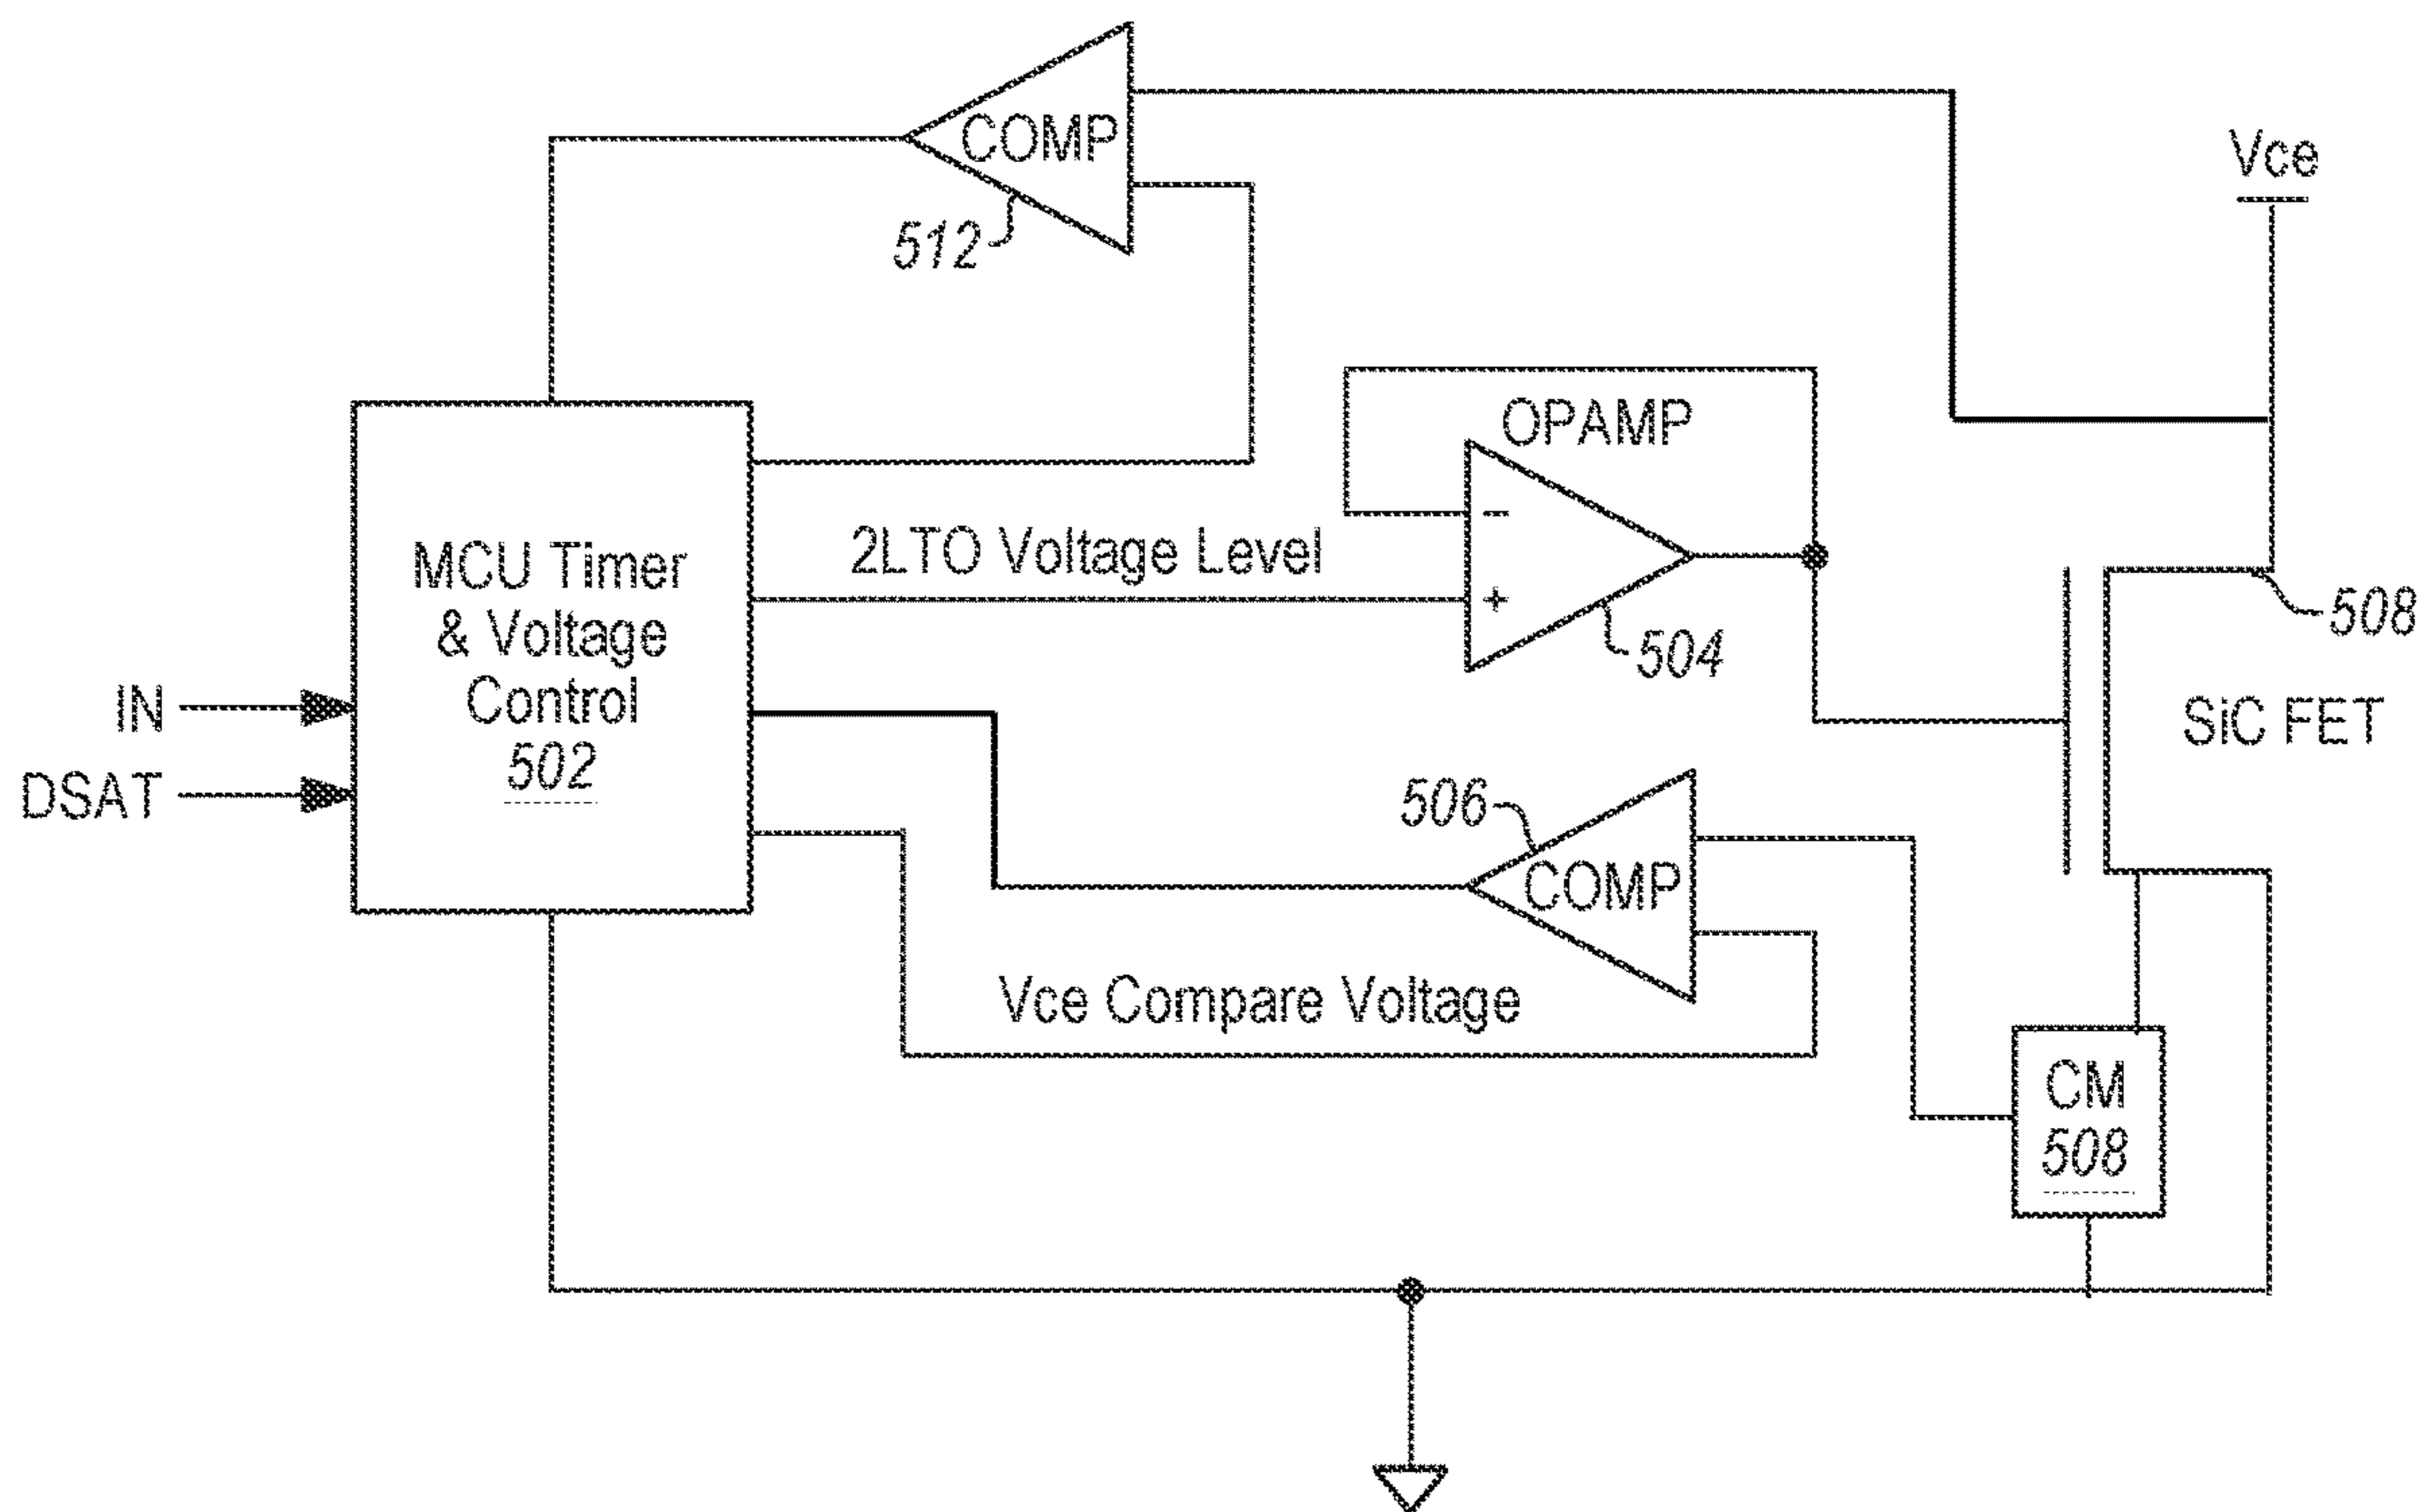 COMP
512
Vce
OPAMP
-
2LTO Voltage Level
+
504
508
MCU Timer
& Voltage
Control
502
IN
DSAT
SiC FET
506
COMP
Vce Compare Voltage
CM
508